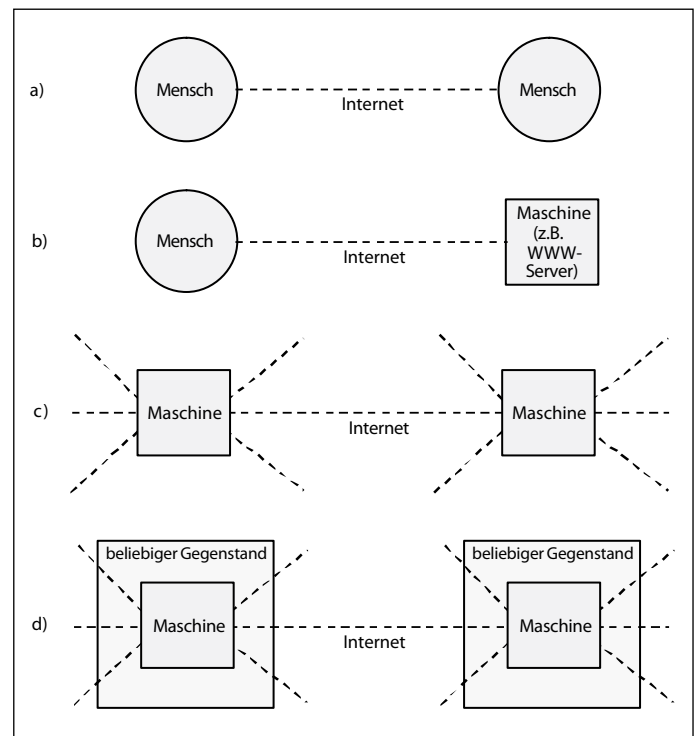 a)
Mensch
Internet
Mensch
b)
Mensch
Internet
Maschine
(z.B.
WWW-
Server)
c)
Maschine
Internet
Maschine
d)
beliebiger Gegenstand
Maschine
Internet
beliebiger Gegenstand
Maschine